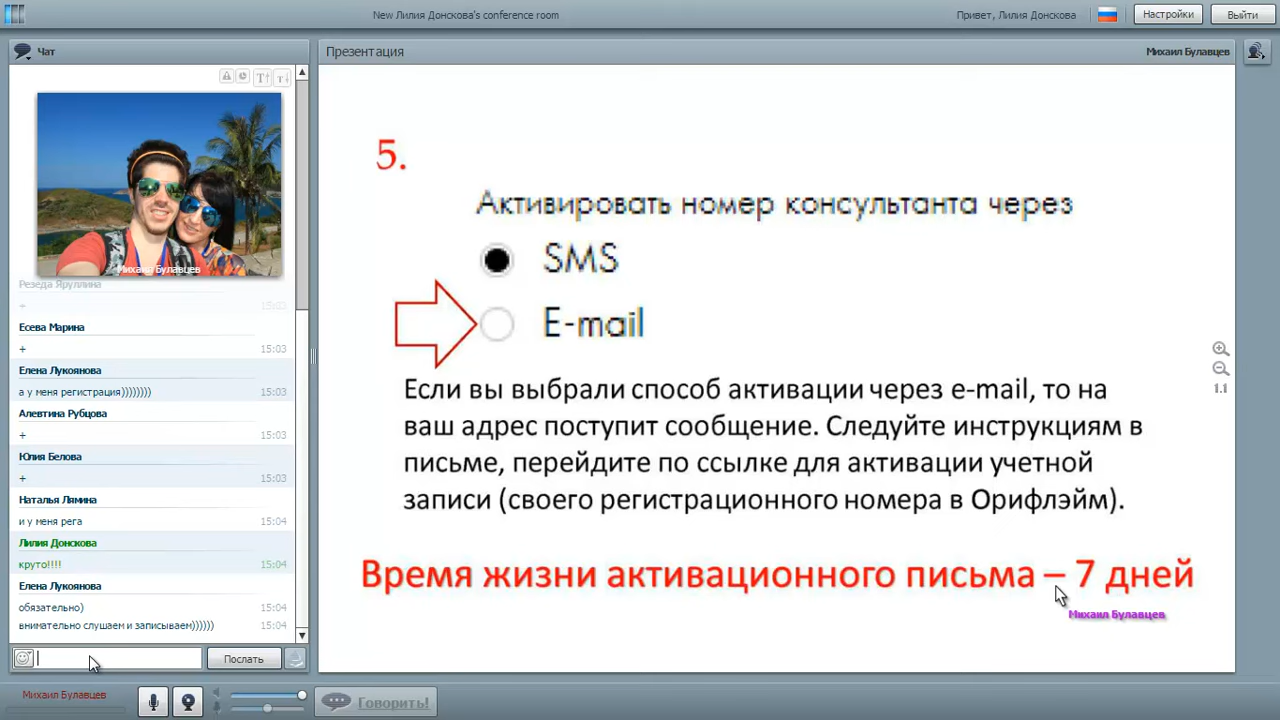 New Лилия Донскова's conference room
Привет, Лилия Донскова
Настройки
Выйти
Чат
Михаил Булавцев
Резеда Яруллина
+ 15:03
Есева Марина
+ 15:03
Елена Лукоянова
а у меня регистрация)))))))) 15:03
Алевтина Рубцова
+ 15:03
Юлия Белова
+ 15:03
Наталья Лямина
и у меня рега 15:04
Лилия Донскова
круто!!!! 15:04
Елена Лукоянова
обязательно) 15:04
внимательно слушаем и записываем)))))) 15:04
Послать
Презентация
Михаил Булавцев
5.
Активировать номер консультанта через
SMS
E-mail
Если вы выбрали способ активации через e-mail, то на
ваш адрес поступит сообщение. Следуйте инструкциям в
письме, перейдите по ссылке для активации учетной
записи (своего регистрационного номера в Орифлэйм).
Время жизни активационного письма – 7 дней
Михаил Булавцев
1:1
Михаил Булавцев
Говорить!